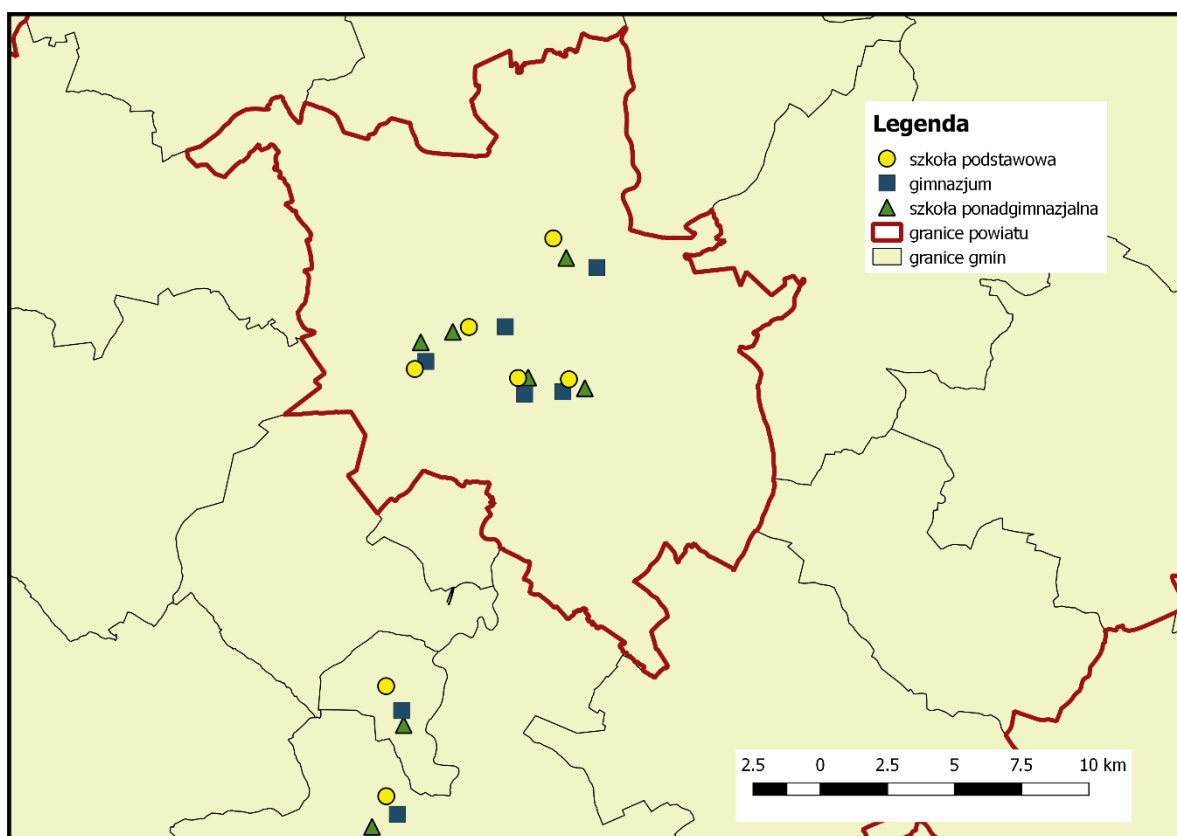 Legenda
szkoła podstawowa
gimnazjum
szkoła ponadgimnazjalna
granice powiatu
granice gmin
2.5 0 2.5 5 7.5 10 km